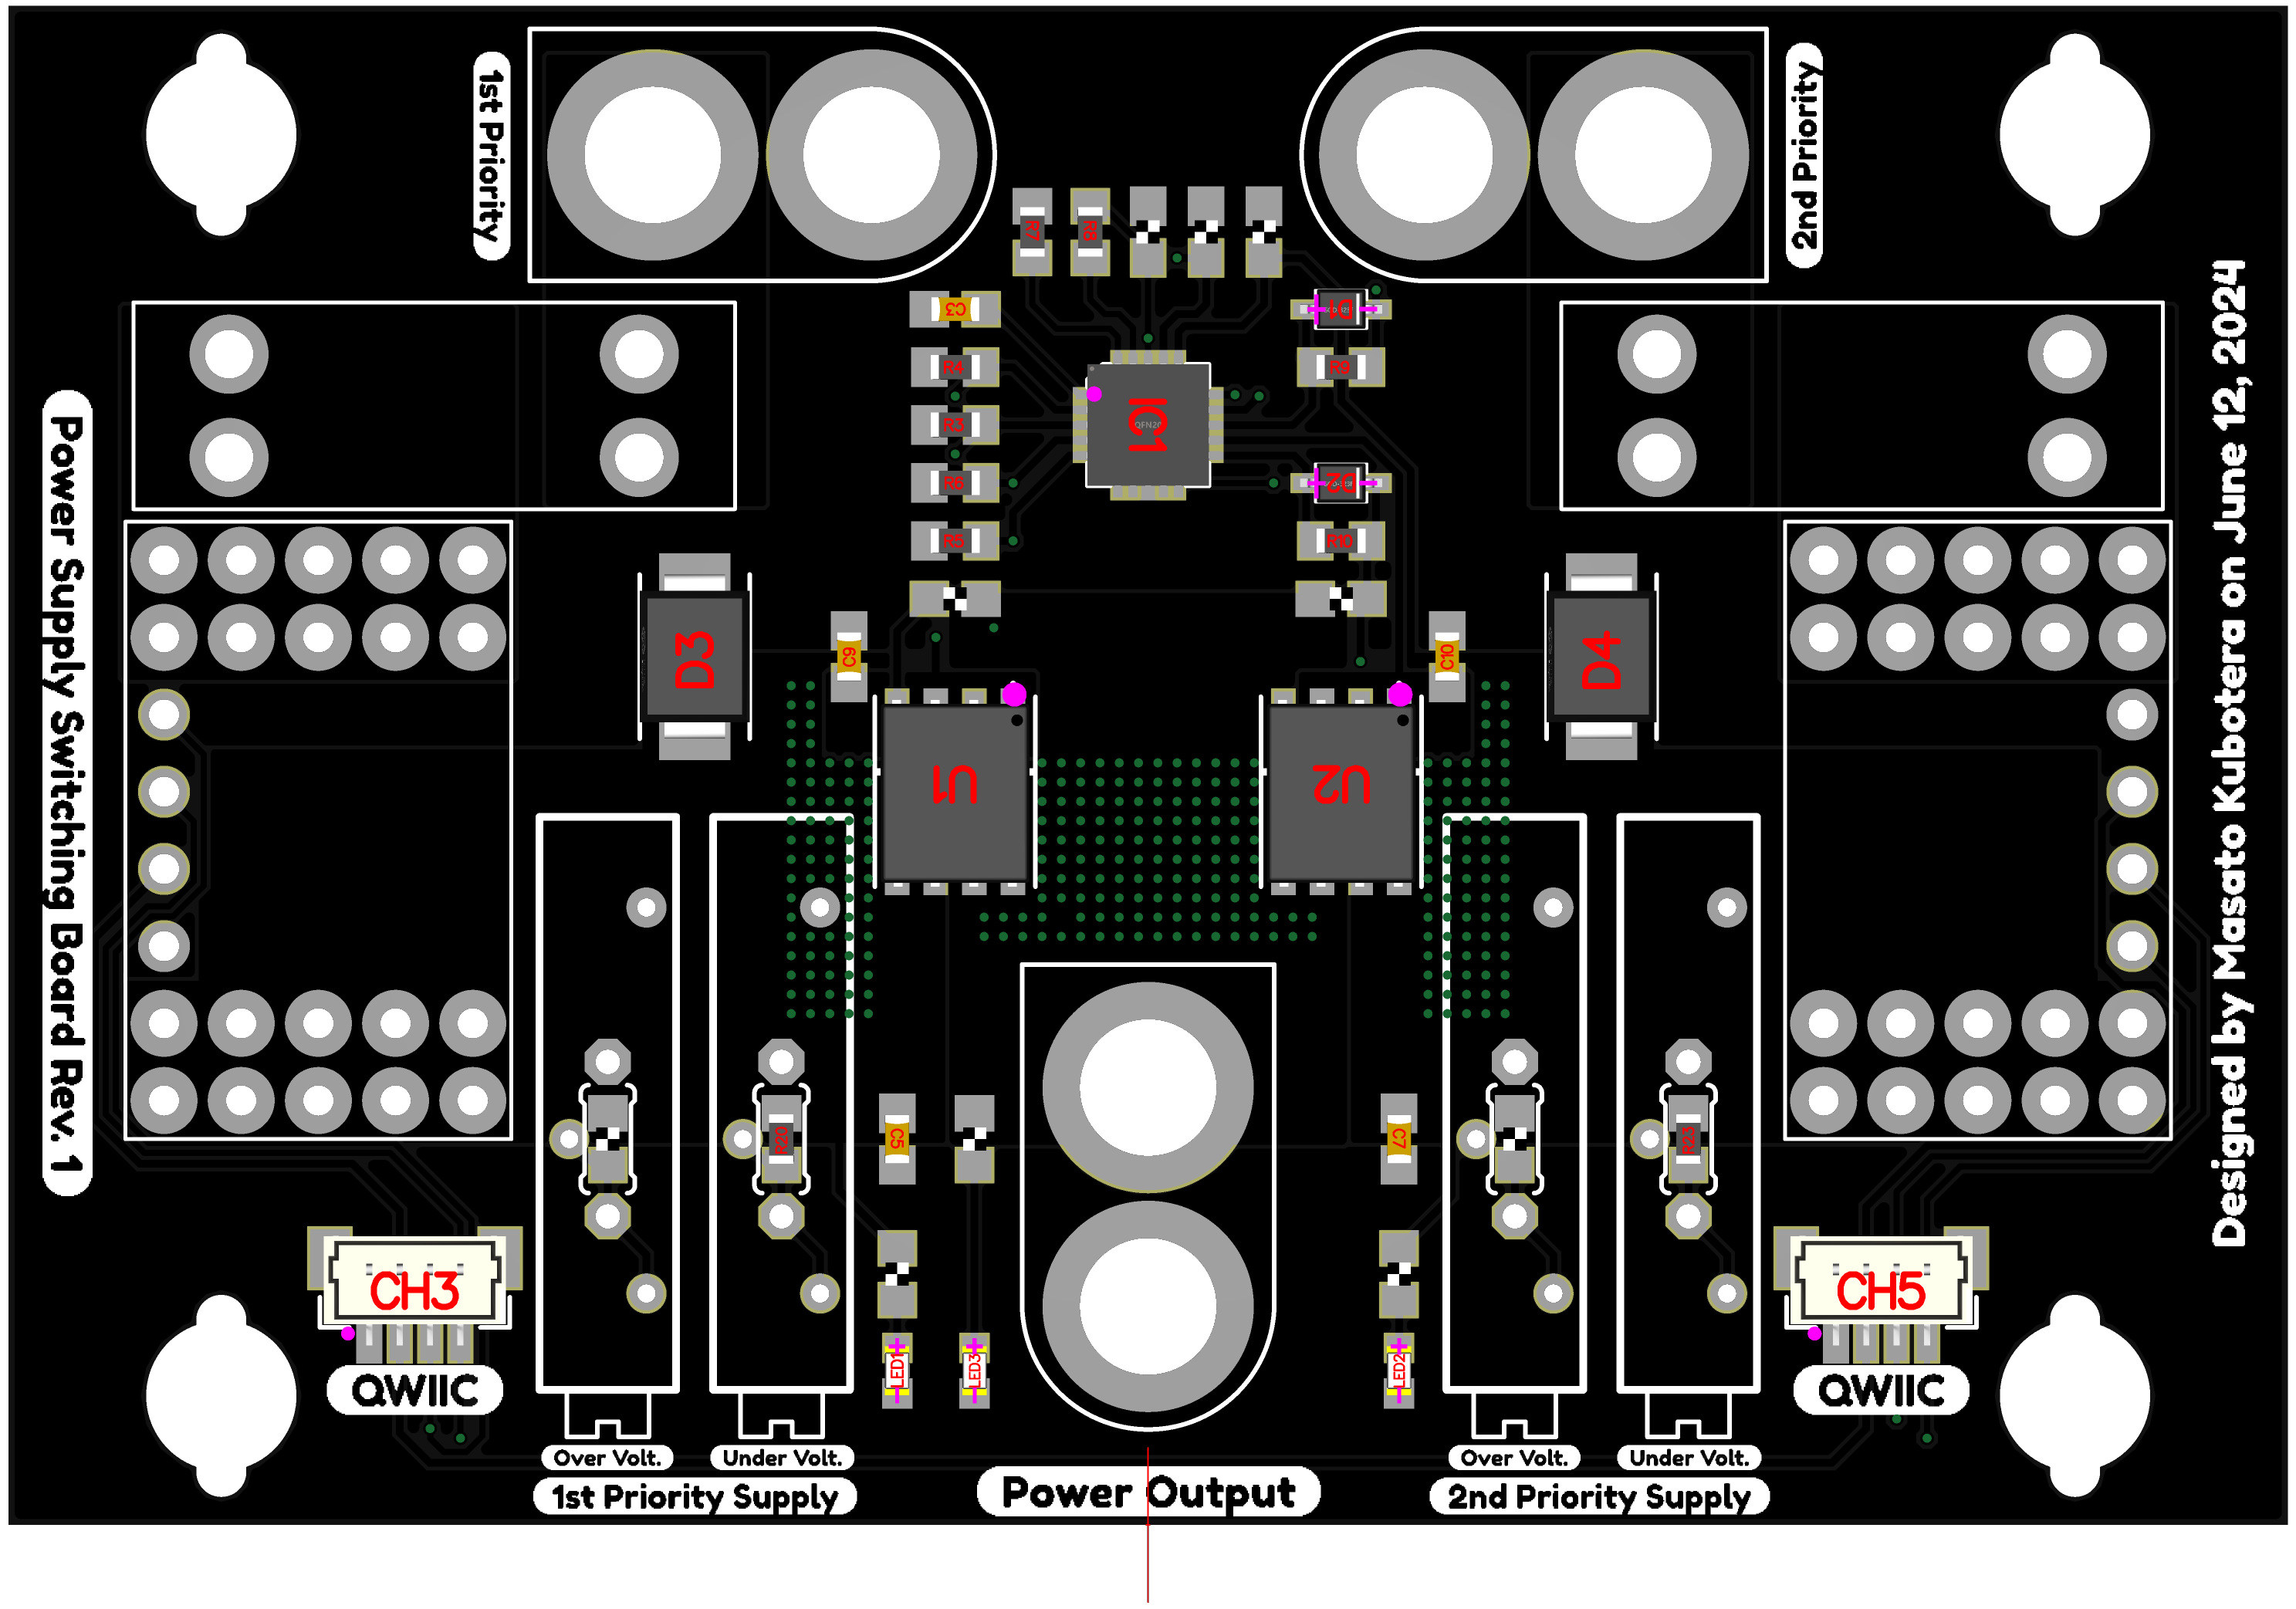 1st Priority
2nd Priority
R7
R8
C3
D1
R4
R9
IC1
QFN20
R3
R6
D2
R5
R10
D3
C9
C10
D4
U1
U2
Power Supply Switching Board Rev. 1
Designed by Masato Kubotera on June 12, 2024
R20
C5
C7
R23
CH3
CH5
LED1
LED3
LED2
QWIIC
QWIIC
Over Volt.
Under Volt.
Over Volt.
Under Volt.
1st Priority Supply
Power Output
2nd Priority Supply